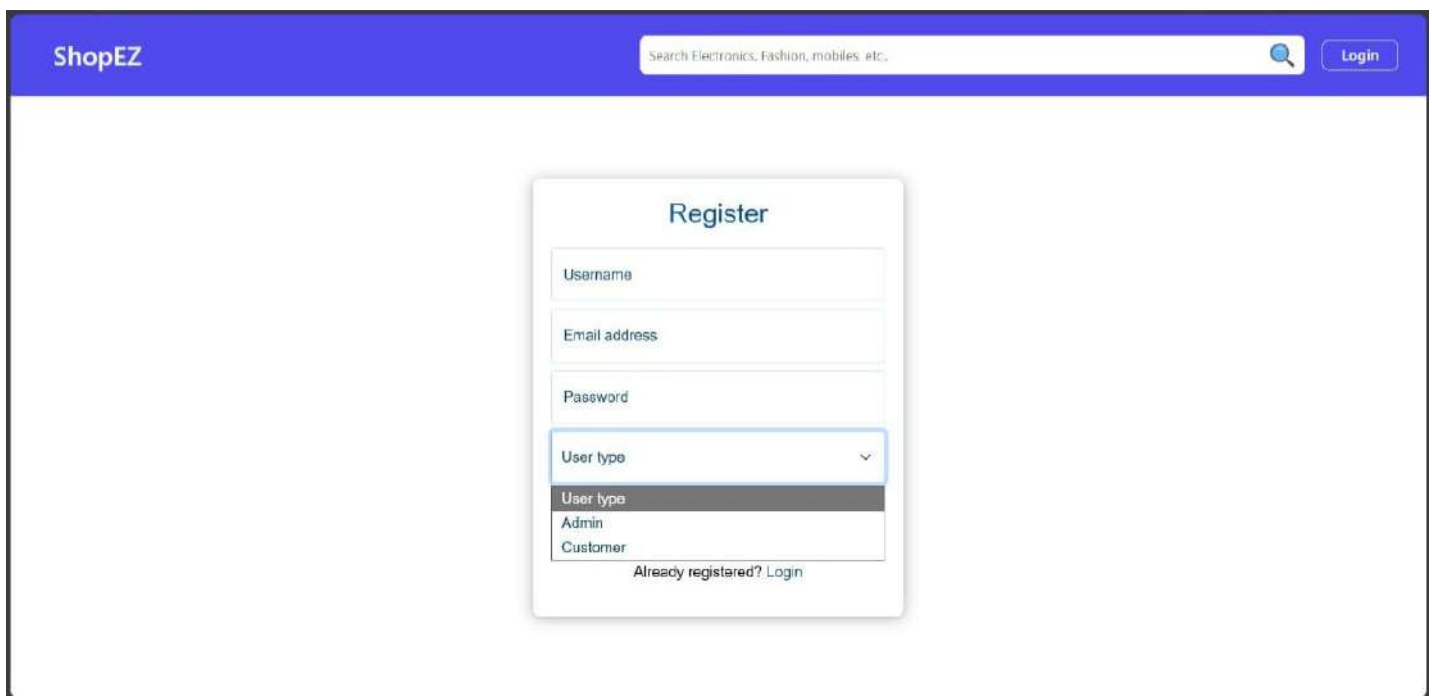 ShopEZ
Search Electronics, Fashion, mobiles, etc..
Login
Register
Username
Email address
Password
User type
User type
Admin
Customer
Already registered? Login